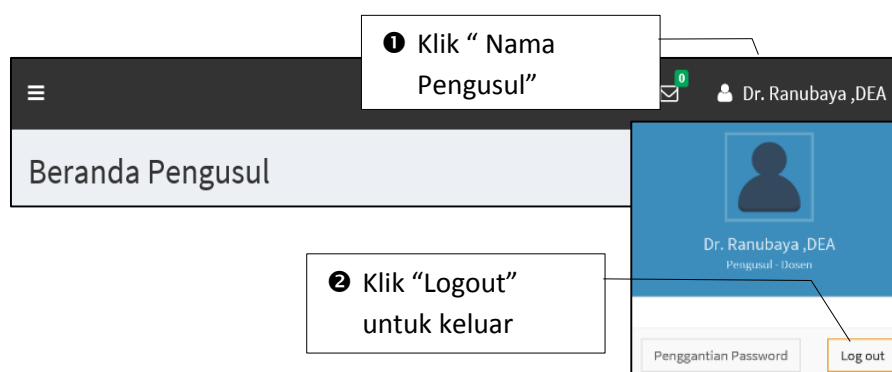 ❶ Klik “ Nama
Pengusul”
0
Dr. Ranubaya ,DEA
Beranda Pengusul
Dr. Ranubaya ,DEA
Pengusul - Dosen
❷ Klik “Logout”
untuk keluar
Penggantian Password
Log out